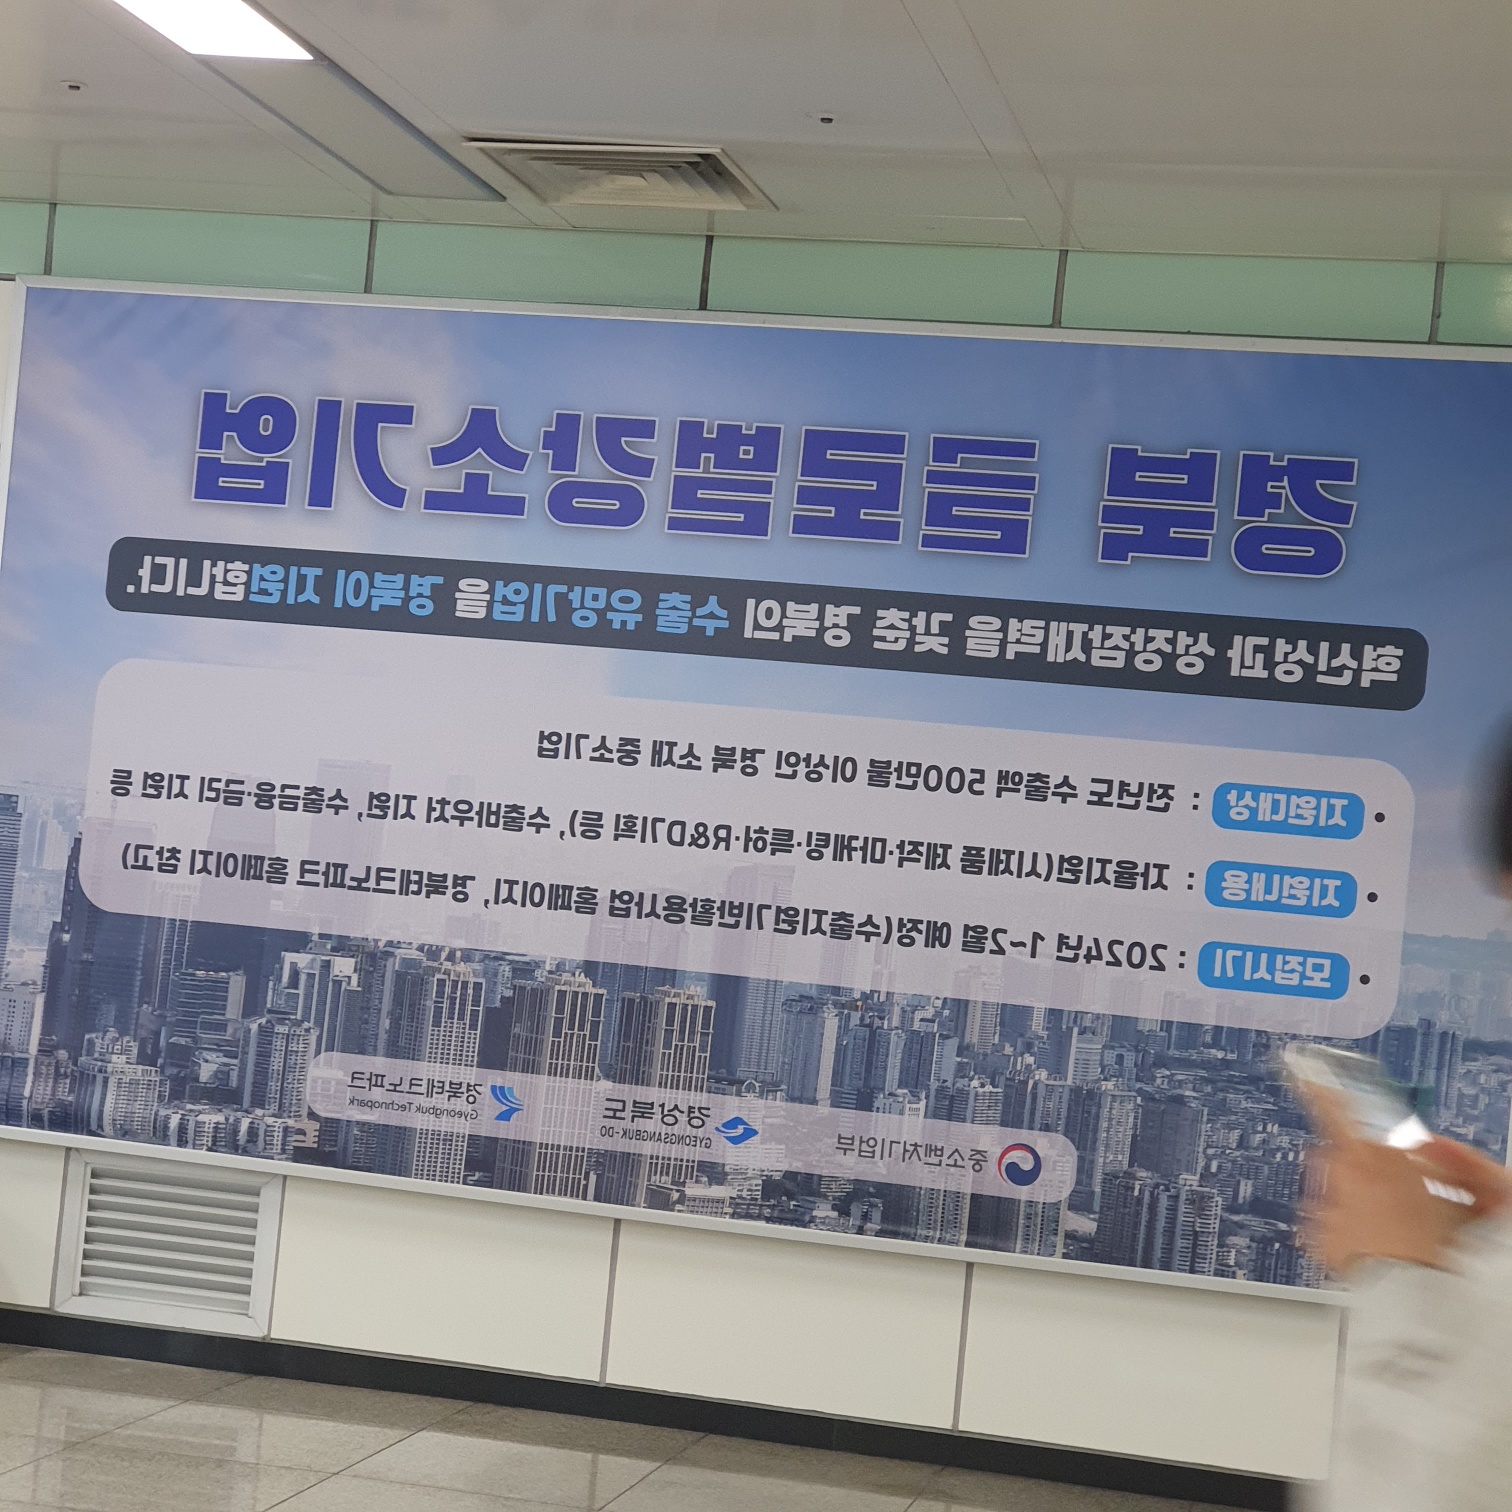 경북 글로벌강소기업
혁신성과 성장잠재력을 갖춘 경북의 수출 유망기업을 경북이 지원합니다.
• 지원대상 : 전년도 수출액 500만불 이상인 경북 소재 중소기업
• 지원내용 : 자율지원(시제품 제작·마케팅·특허·R&D기획 등), 수출바우처 지원, 수출금융·금리 지원 등
• 모집시기 : 2024년 1~2월 예정(수출지원기반활용사업 홈페이지, 경북테크노파크 홈페이지 참고)
중소벤처기업부
경상북도
GYEONGSANGBUK-DO
경북테크노파크
Gyeongbuk Technopark